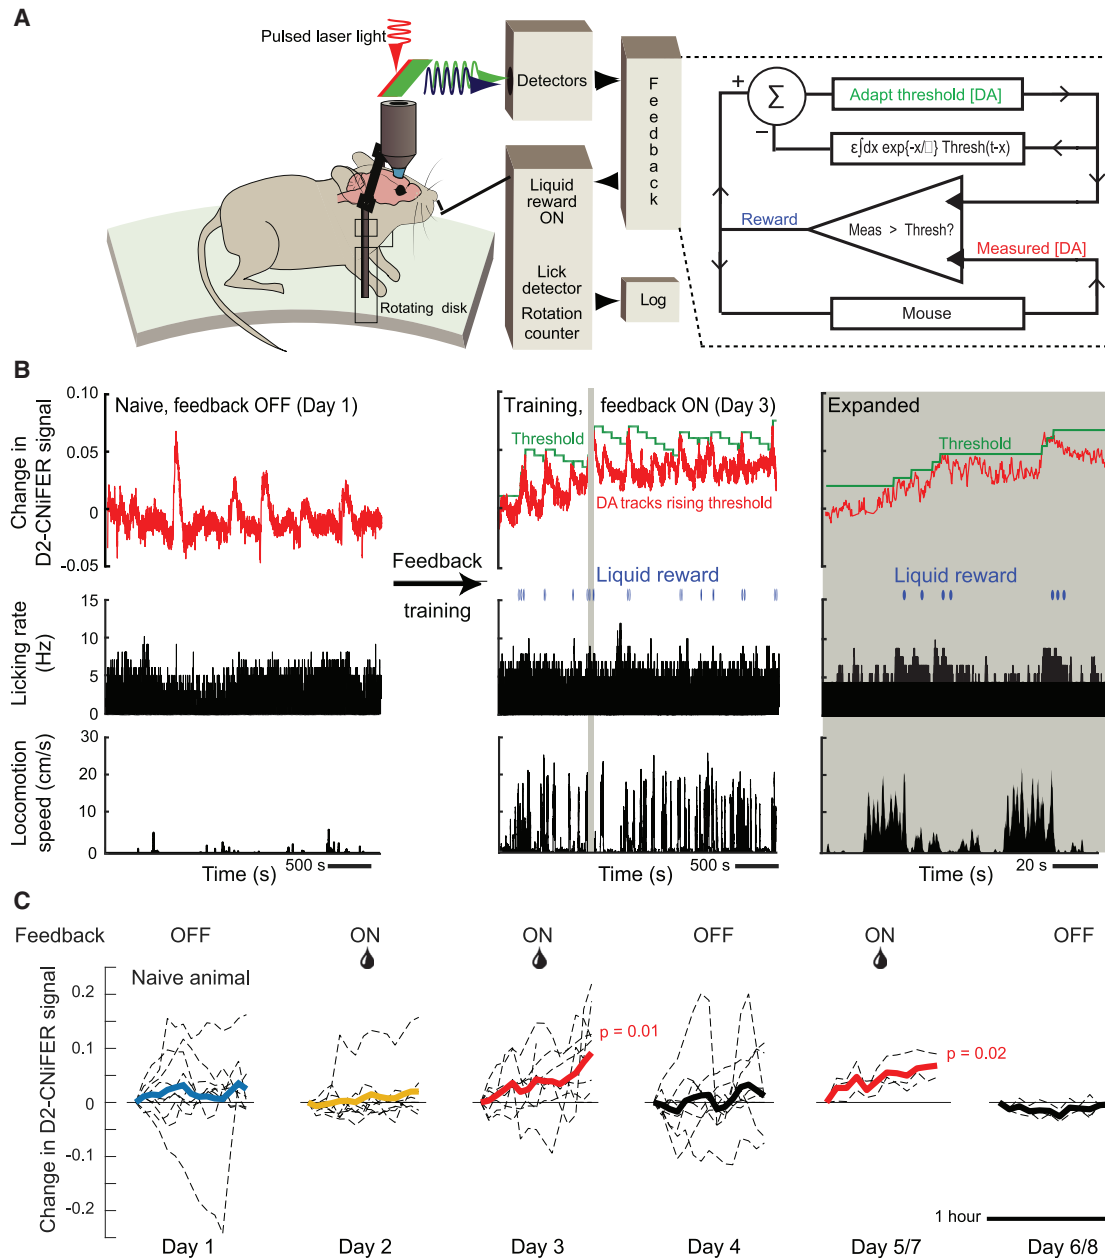 A
Pulsed laser light
Detectors
Feedback
Liquid reward ON
Lick detector
Rotation counter
Log
Rotating disk
+
Σ
−
Adapt threshold [DA]
Thresh(t-x)
Reward
Meas > Thresh?
Measured [DA]
Mouse
B
Change in D2-CNiFER signal
0.10
0.05
0
-0.05
Naive, feedback OFF (Day 1)
Feedback training
Training, feedback ON (Day 3)
Threshold
DA tracks rising threshold
Liquid reward
Expanded
Threshold
Liquid reward
Licking rate (Hz)
15
10
5
0
Locomotion speed (cm/s)
30
20
10
0
500 s
Time (s)
500 s
Time (s)
20 s
Time (s)
C
Feedback
OFF
ON
ON
OFF
ON
OFF
Change in D2-CNiFER signal
0.2
0.1
0
-0.1
-0.2
Naive animal
p = 0.01
p = 0.02
1 hour
Day 1
Day 2
Day 3
Day 4
Day 5/7
Day 6/8